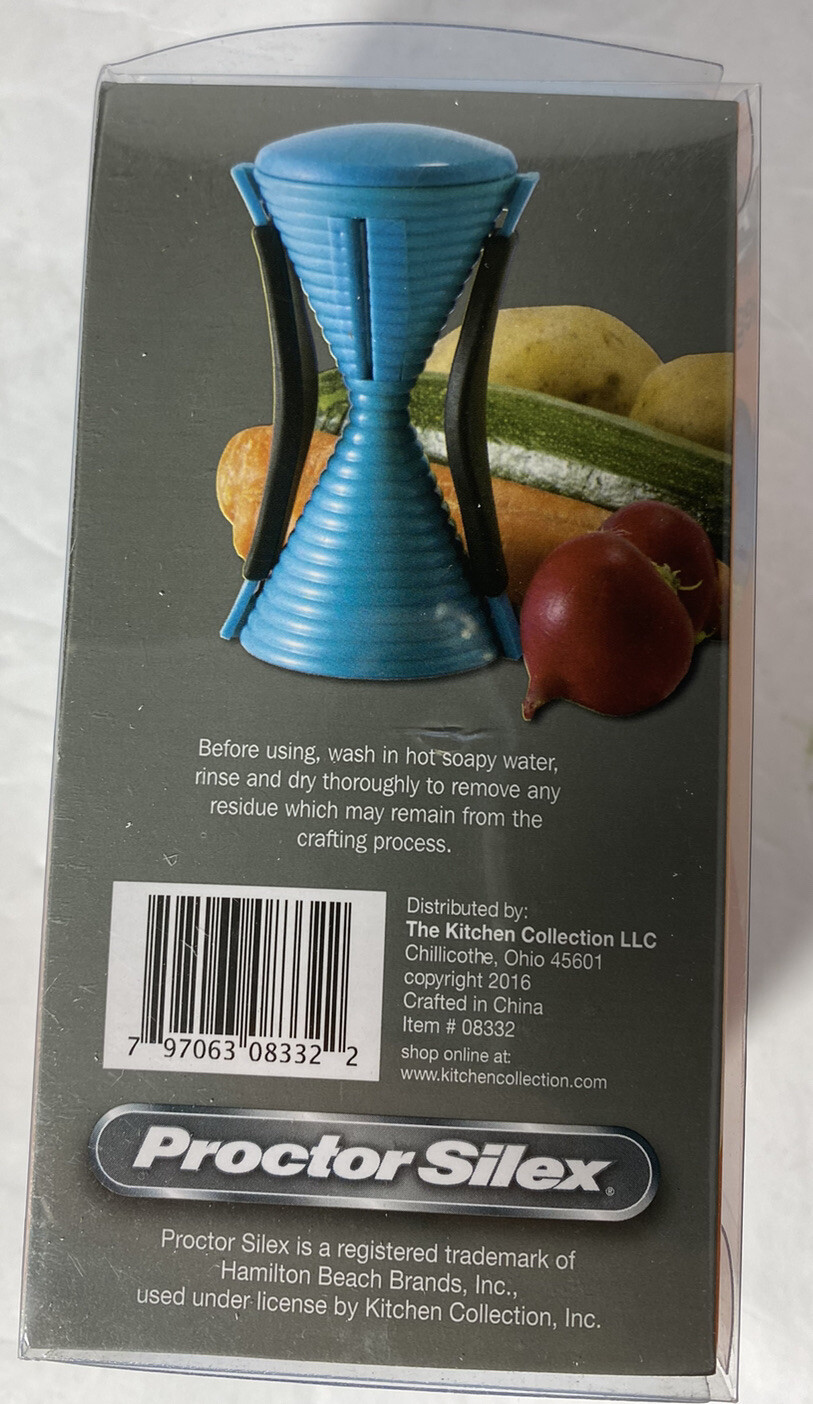 Before using, wash in hot soapy water,
rinse and dry thoroughly to remove any
residue which may remain from the
crafting process.
7 97063 08332 2
Distributed by:
The Kitchen Collection LLC
Chillicothe, Ohio 45601
copyright 2016
Crafted in China
Item # 08332
shop online at:
www.kitchencollection.com
Proctor Silex®
Proctor Silex is a registered trademark of
Hamilton Beach Brands, Inc.,
used under license by Kitchen Collection, Inc.